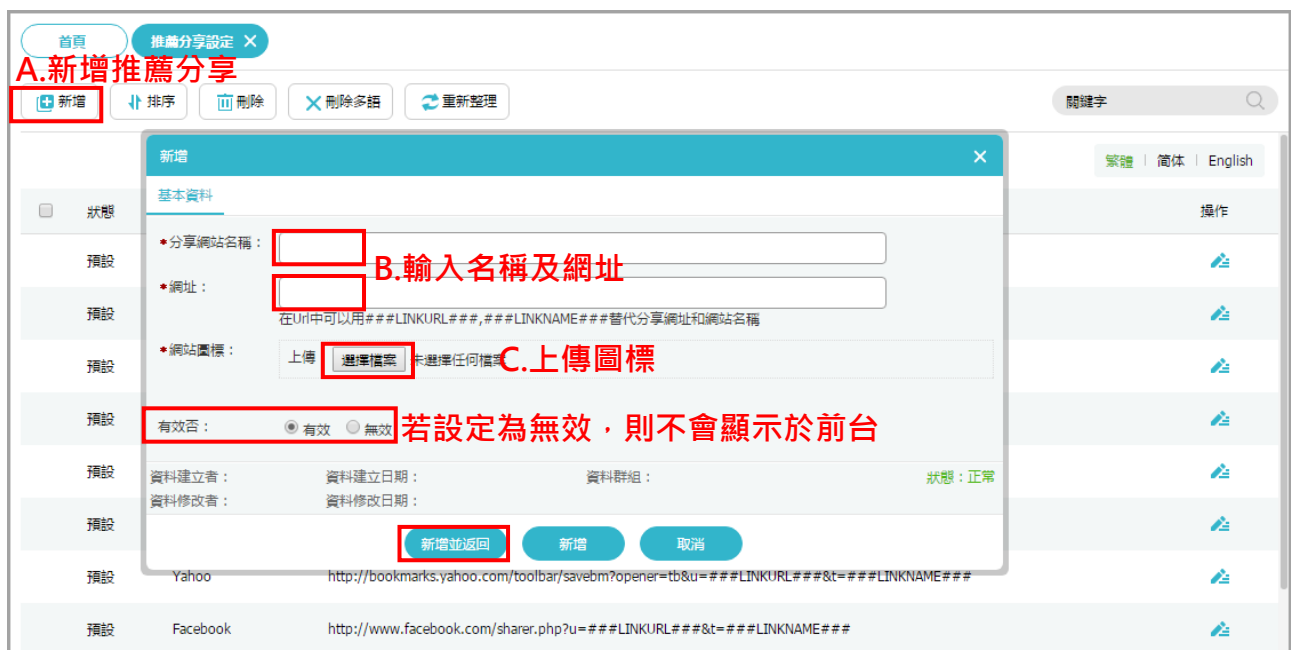 首頁
推薦分享設定
A.新增推薦分享
新增
排序
刪除
刪除多語
重新整理
關鍵字
新增
繁體 | 简体 | English
基本資料
狀態
操作
*分享網站名稱：
預設
B.輸入名稱及網址
*網址：
在Url中可以用###LINKURL###,###LINKNAME###替代分享網址和網站名稱
預設
*網站圖標：
上傳
選擇檔案
未選擇任何檔案
C.上傳圖標
預設
有效否：
有效
無效
若設定為無效，則不會顯示於前台
預設
資料建立者：
資料建立日期：
資料群組：
狀態：正常
預設
資料修改者：
資料修改日期：
預設
新增並返回
新增
取消
預設 Yahoo http://bookmarks.yahoo.com/toolbar/savebm?opener=tb&u=###LINKURL###&t=###LINKNAME###
預設 Facebook http://www.facebook.com/sharer.php?u=###LINKURL###&t=###LINKNAME###